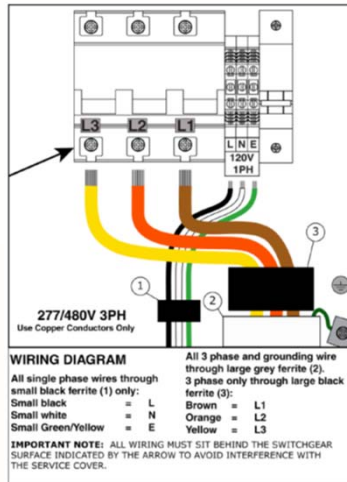 L3 L2 L1
L N E
120V
1PH
3
1
2
277/480V 3PH
Use Copper Conductors Only
WIRING DIAGRAM
All single phase wires through
small black ferrite (1) only:
Small black = L
Small white = N
Small Green/Yellow = E
All 3 phase and grounding wire
through large grey ferrite (2).
3 phase only through large black
ferrite (3):
Brown = L1
Orange = L2
Yellow = L3
IMPORTANT NOTE: ALL WIRING MUST SIT BEHIND THE SWITCHGEAR
SURFACE INDICATED BY THE ARROW TO AVOID INTERFERENCE WITH
THE SERVICE COVER.